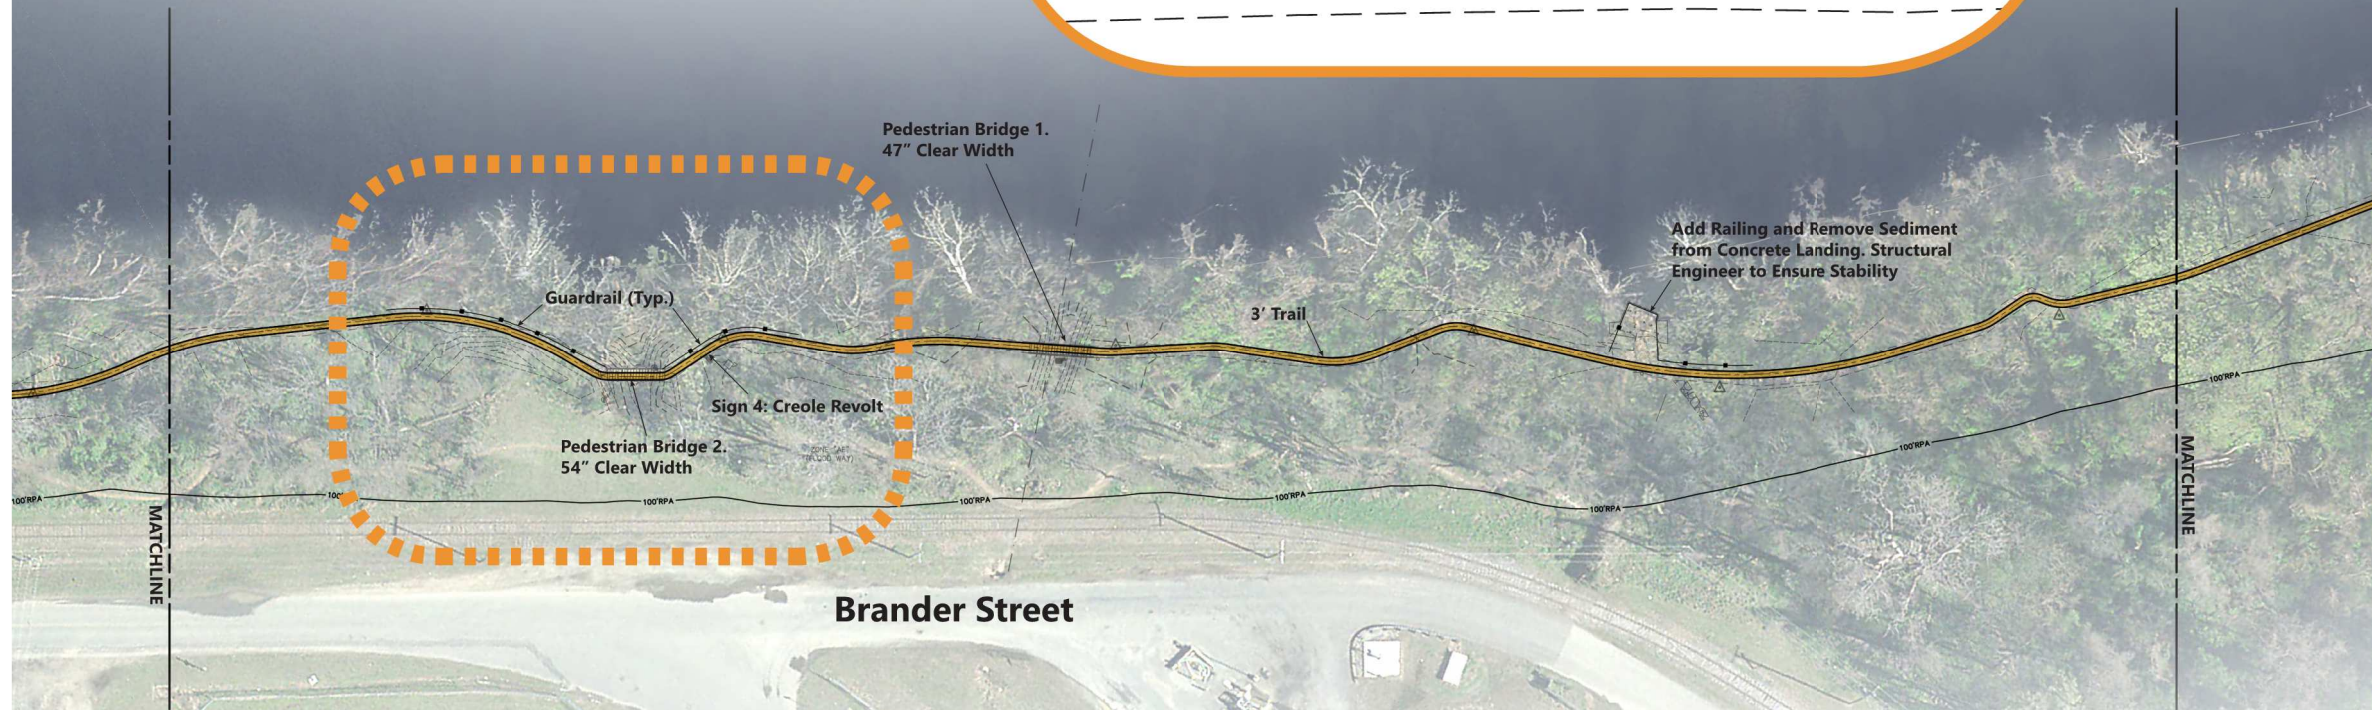 Pedestrian Bridge 1.
47” Clear Width
Add Railing and Remove Sediment
from Concrete Landing. Structural
Engineer to Ensure Stability
Guardrail (Typ.)
3’ Trail
Sign 4: Creole Revolt
Pedestrian Bridge 2.
54” Clear Width
100'RPA
100'RPA
100'RPA
100'RPA
100'RPA
100'RPA
100'RPA
100
MATCHLINE
MATCHLINE
Brander Street